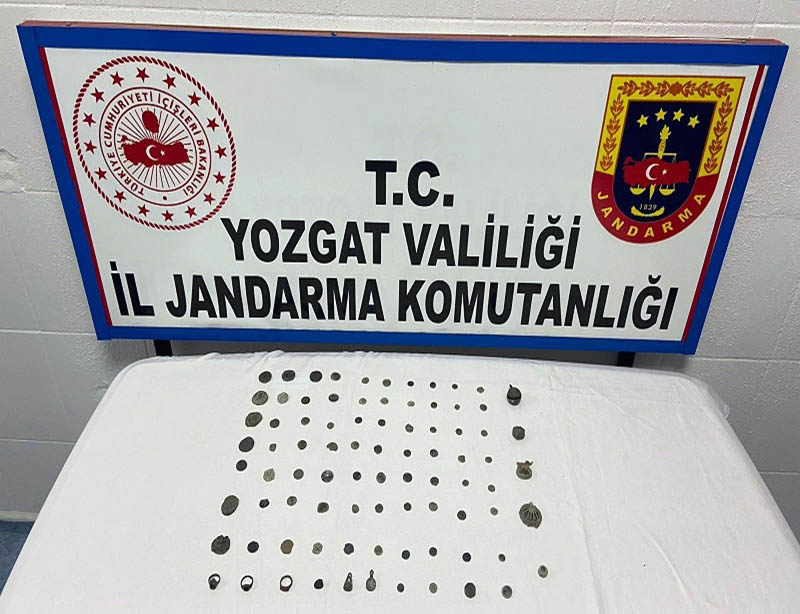 TÜRKİYE CUMHURİYETİ İÇİŞLERİ BAKANLIĞI
T.C.
YOZGAT VALİLİĞİ
İL JANDARMA KOMUTANLIĞI
1839
JANDARMA